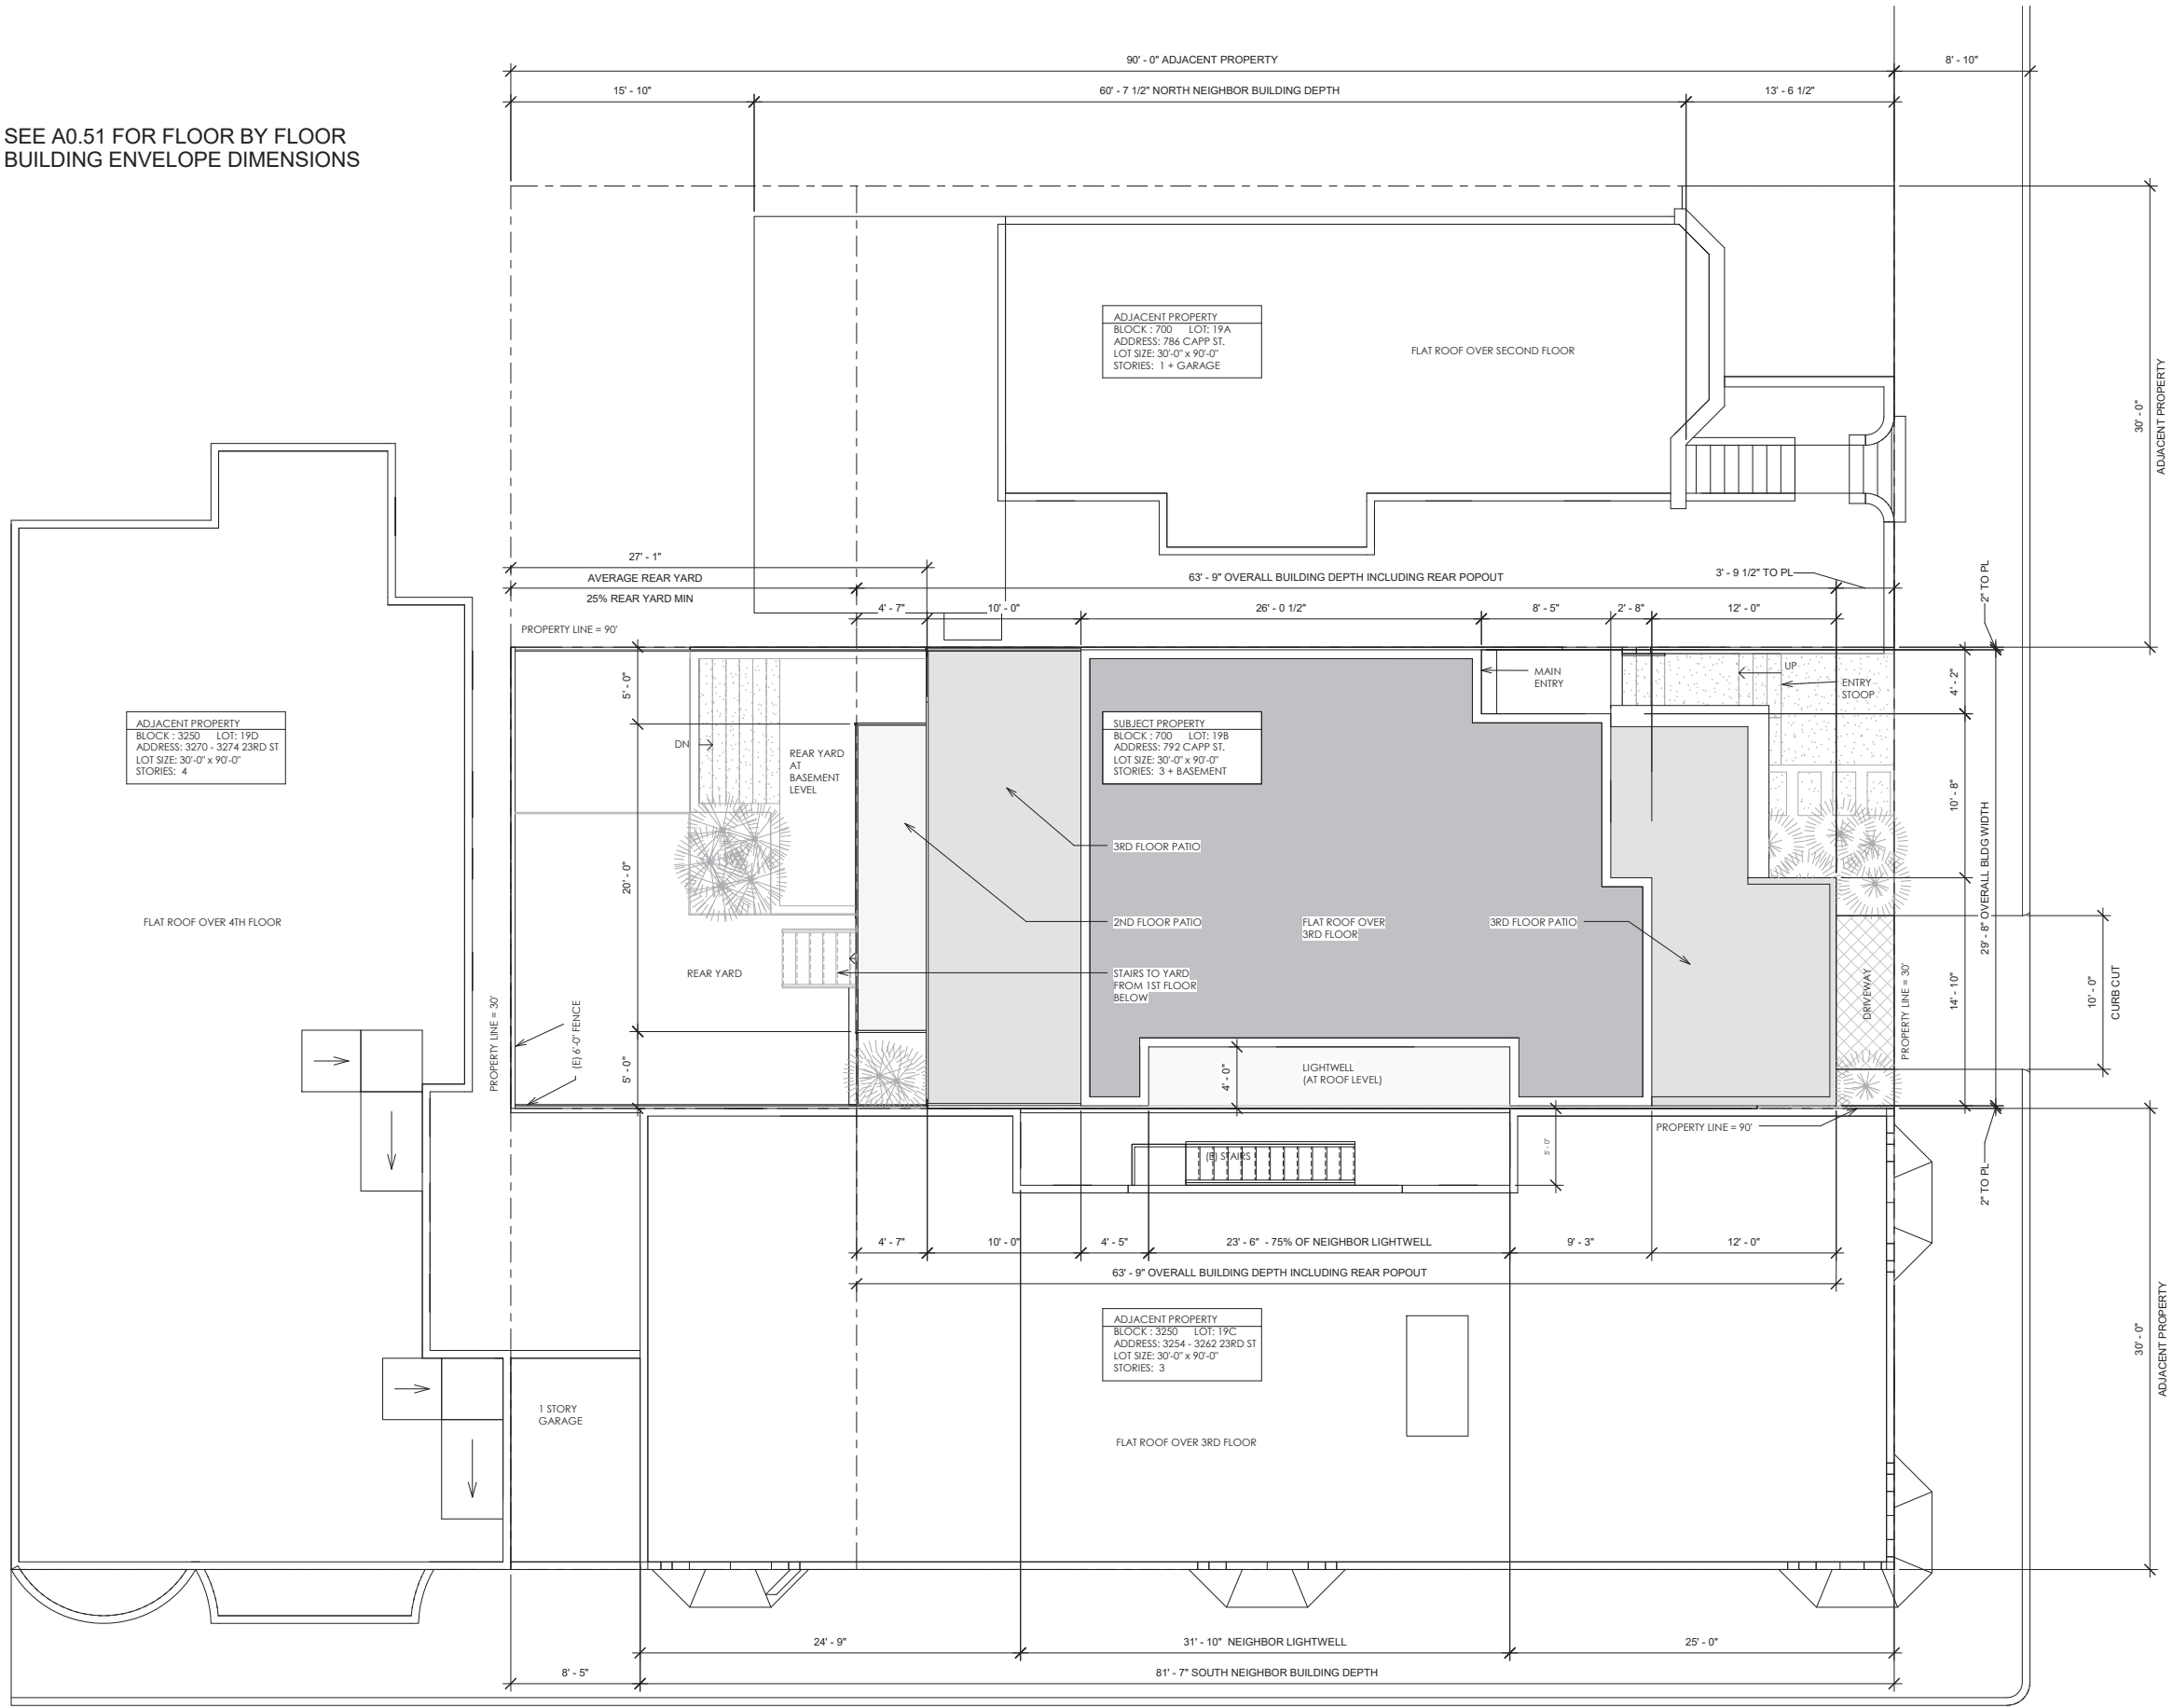 90' - 0" ADJACENT PROPERTY
8' - 10"
15' - 10"
60' - 7 1/2" NORTH NEIGHBOR BUILDING DEPTH
13' - 6 1/2"
SEE A0.51 FOR FLOOR BY FLOOR
BUILDING ENVELOPE DIMENSIONS
ADJACENT PROPERTY
BLOCK : 700 LOT: 19A
ADDRESS: 786 CAPP ST.
LOT SIZE: 30'-0" x 90'-0"
STORIES: 1 + GARAGE
FLAT ROOF OVER SECOND FLOOR
30' - 0"
ADJACENT PROPERTY
27' - 1"
AVERAGE REAR YARD
25% REAR YARD MIN
63' - 9" OVERALL BUILDING DEPTH INCLUDING REAR POPOUT
3' - 9 1/2" TO PL
2" TO PL
4' - 7"
10' - 0"
26' - 0 1/2"
8' - 5"
2' - 8"
12' - 0"
PROPERTY LINE = 90'
5' - 0"
MAIN
ENTRY
UP
ENTRY
STOOP
4' - 2"
ADJACENT PROPERTY
BLOCK : 3250 LOT: 19D
ADDRESS: 3270 - 3274 23RD ST
LOT SIZE: 30'-0" x 90'-0"
STORIES: 4
DN
REAR YARD
AT
BASEMENT
LEVEL
SUBJECT PROPERTY
BLOCK : 700 LOT: 19B
ADDRESS: 792 CAPP ST.
LOT SIZE: 30'-0" x 90'-0"
STORIES: 3 + BASEMENT
10' - 8"
29' - 8" OVERALL BLDG WIDTH
3RD FLOOR PATIO
20' - 0"
FLAT ROOF OVER 4TH FLOOR
2ND FLOOR PATIO
FLAT ROOF OVER
3RD FLOOR
3RD FLOOR PATIO
REAR YARD
STAIRS TO YARD
FROM 1ST FLOOR
BELOW
DRIVEWAY
PROPERTY LINE = 30'
14' - 10"
10' - 0"
CURB CUT
PROPERTY LINE = 30'
(E) 6'-0" FENCE
5' - 0"
4' - 0"
LIGHTWELL
(AT ROOF LEVEL)
PROPERTY LINE = 90'
(E) STAIRS
5' - 0"
2" TO PL
4' - 7"
10' - 0"
4' - 5"
23' - 6" - 75% OF NEIGHBOR LIGHTWELL
9' - 3"
12' - 0"
63' - 9" OVERALL BUILDING DEPTH INCLUDING REAR POPOUT
ADJACENT PROPERTY
BLOCK : 3250 LOT: 19C
ADDRESS: 3254 - 3262 23RD ST
LOT SIZE: 30'-0" x 90'-0"
STORIES: 3
30' - 0"
ADJACENT PROPERTY
1 STORY
GARAGE
FLAT ROOF OVER 3RD FLOOR
24' - 9"
31' - 10" NEIGHBOR LIGHTWELL
25' - 0"
8' - 5"
81' - 7" SOUTH NEIGHBOR BUILDING DEPTH